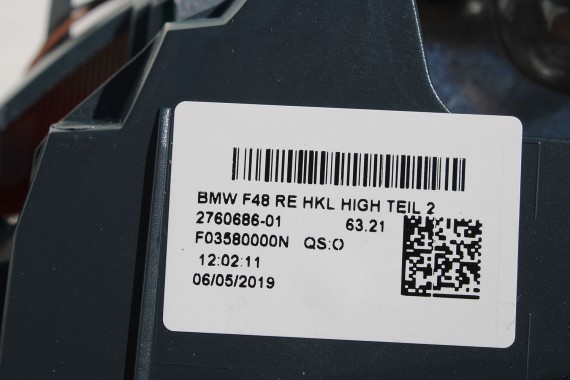 BMW F48 RE HKL HIGH TEIL 2
2760686-01 63.21
F03580000N QS:O
12:02:11
06/05/2019